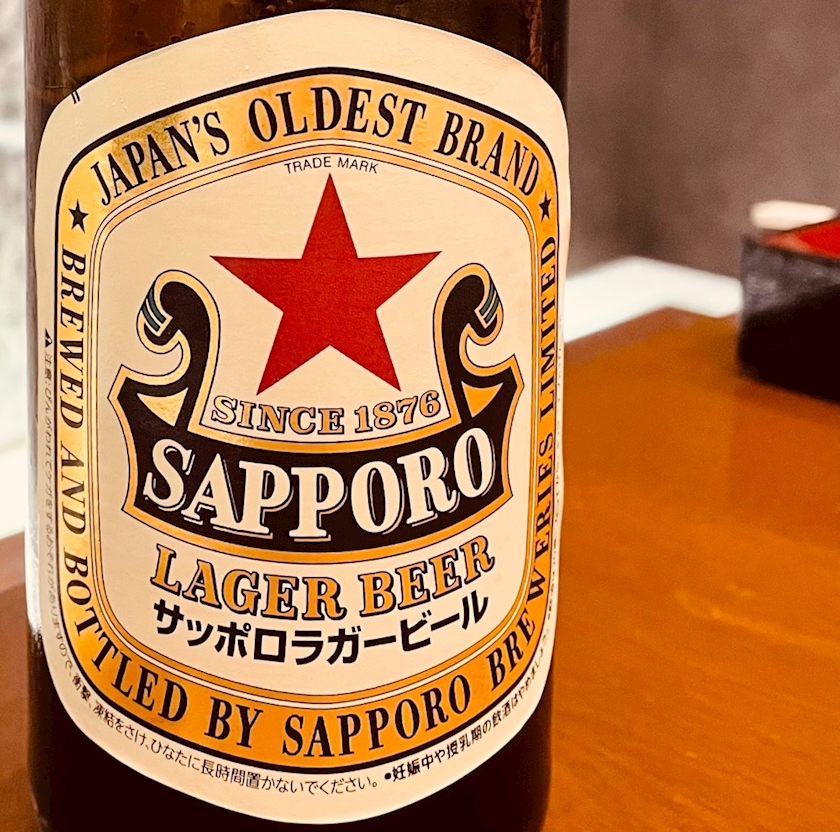 JAPAN'S OLDEST BRAND
TRADE MARK
SINCE 1876
SAPPORO
LAGER BEER
サッポロラガービール
BREWED AND BOTTLED BY SAPPORO BREWERIES LIMITED
衝撃、凍結をさけ、ひなたに長時間置かないでください。●妊娠中や授乳期の飲酒は